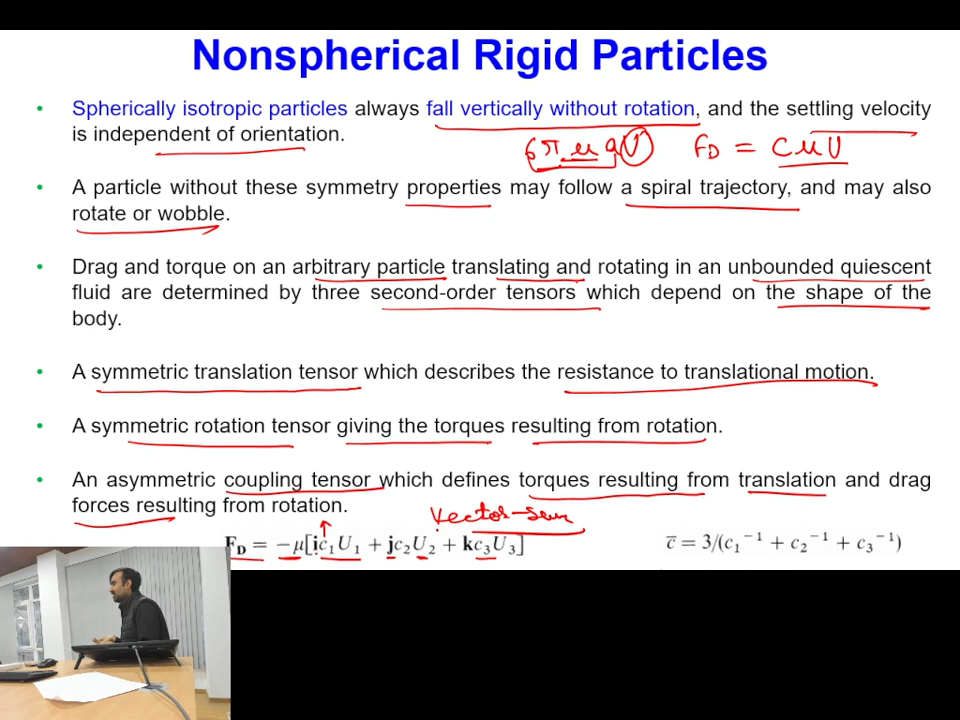 Nonspherical Rigid Particles
• Spherically isotropic particles always fall vertically without rotation, and the settling velocity
is independent of orientation.
6πμaU F_D = CμU
• A particle without these symmetry properties may follow a spiral trajectory, and may also
rotate or wobble.
• Drag and torque on an arbitrary particle translating and rotating in an unbounded quiescent
fluid are determined by three second-order tensors which depend on the shape of the
body.
• A symmetric translation tensor which describes the resistance to translational motion.
• A symmetric rotation tensor giving the torques resulting from rotation.
• An asymmetric coupling tensor which defines torques resulting from translation and drag
forces resulting from rotation.
Vector-sum
F_D = −μ[ic₁U₁ + jc₂U₂ + kc₃U₃] c̄ = 3/(c₁⁻¹ + c₂⁻¹ + c₃⁻¹)